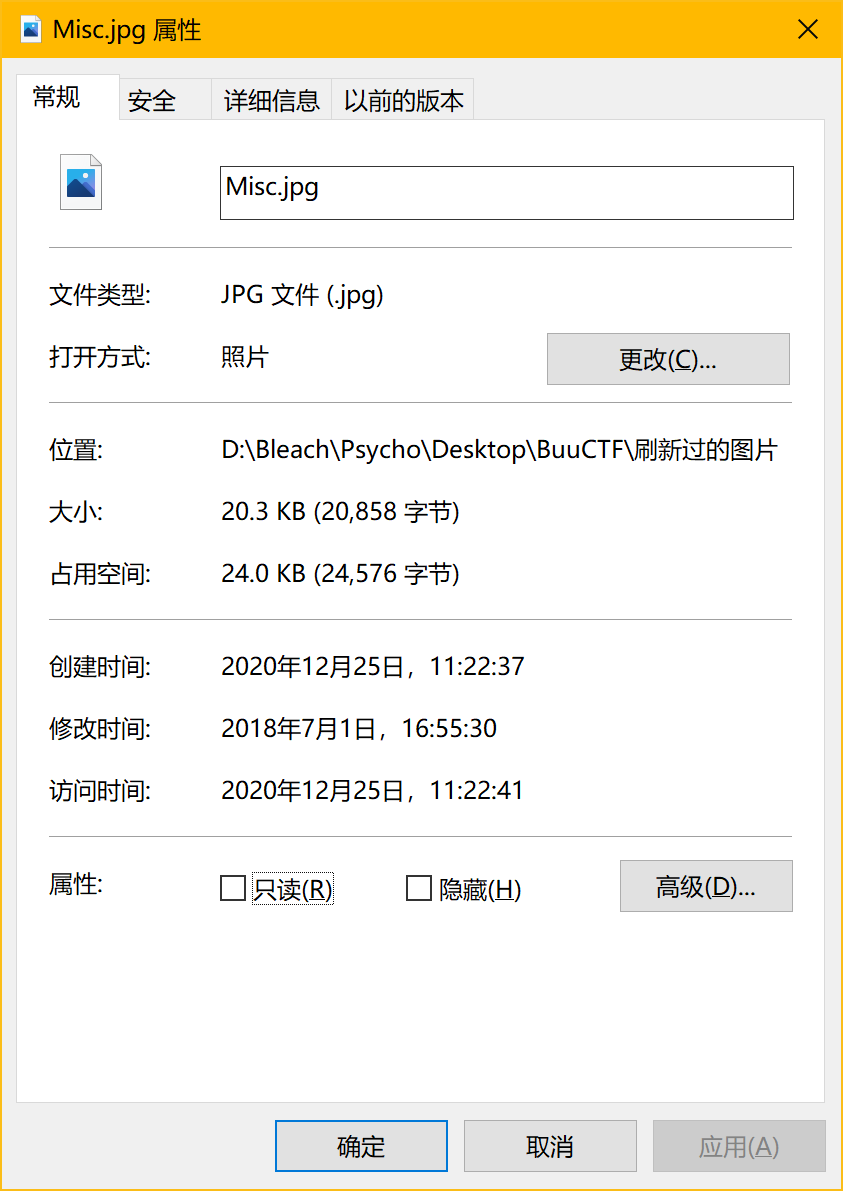 Misc.jpg 属性
常规 安全 详细信息 以前的版本
Misc.jpg
文件类型: JPG 文件 (.jpg)
打开方式: 照片 更改(C)...
位置: D:\Bleach\Psycho\Desktop\BuuCTF\刷新过的图片
大小: 20.3 KB (20,858 字节)
占用空间: 24.0 KB (24,576 字节)
创建时间: 2020年12月25日，11:22:37
修改时间: 2018年7月1日，16:55:30
访问时间: 2020年12月25日，11:22:41
属性: 只读(R) 隐藏(H) 高级(D)...
确定 取消 应用(A)